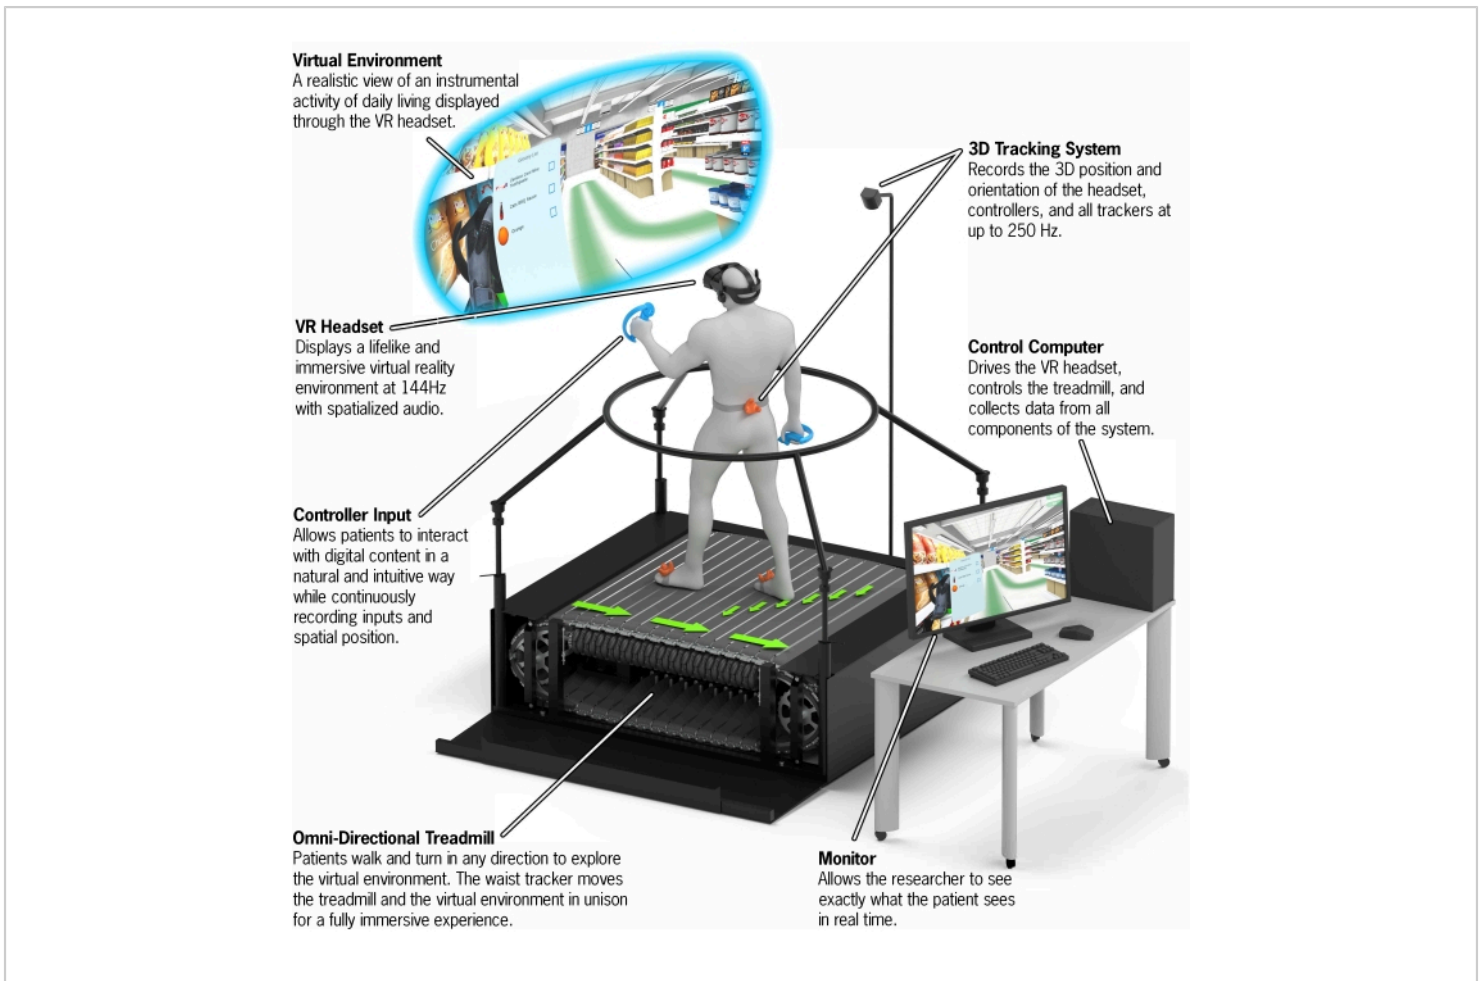 Virtual Environment
A realistic view of an instrumental
activity of daily living displayed
through the VR headset.
3D Tracking System
Records the 3D position and
orientation of the headset,
controllers, and all trackers at
up to 250 Hz.
VR Headset
Displays a lifelike and
immersive virtual reality
environment at 144Hz
with spatialized audio.
Control Computer
Drives the VR headset,
controls the treadmill, and
collects data from all
components of the system.
Controller Input
Allows patients to interact
with digital content in a
natural and intuitive way
while continuously
recording inputs and
spatial position.
Omni-Directional Treadmill
Patients walk and turn in any direction to explore
the virtual environment. The waist tracker moves
the treadmill and the virtual environment in unison
for a fully immersive experience.
Monitor
Allows the researcher to see
exactly what the patient sees
in real time.